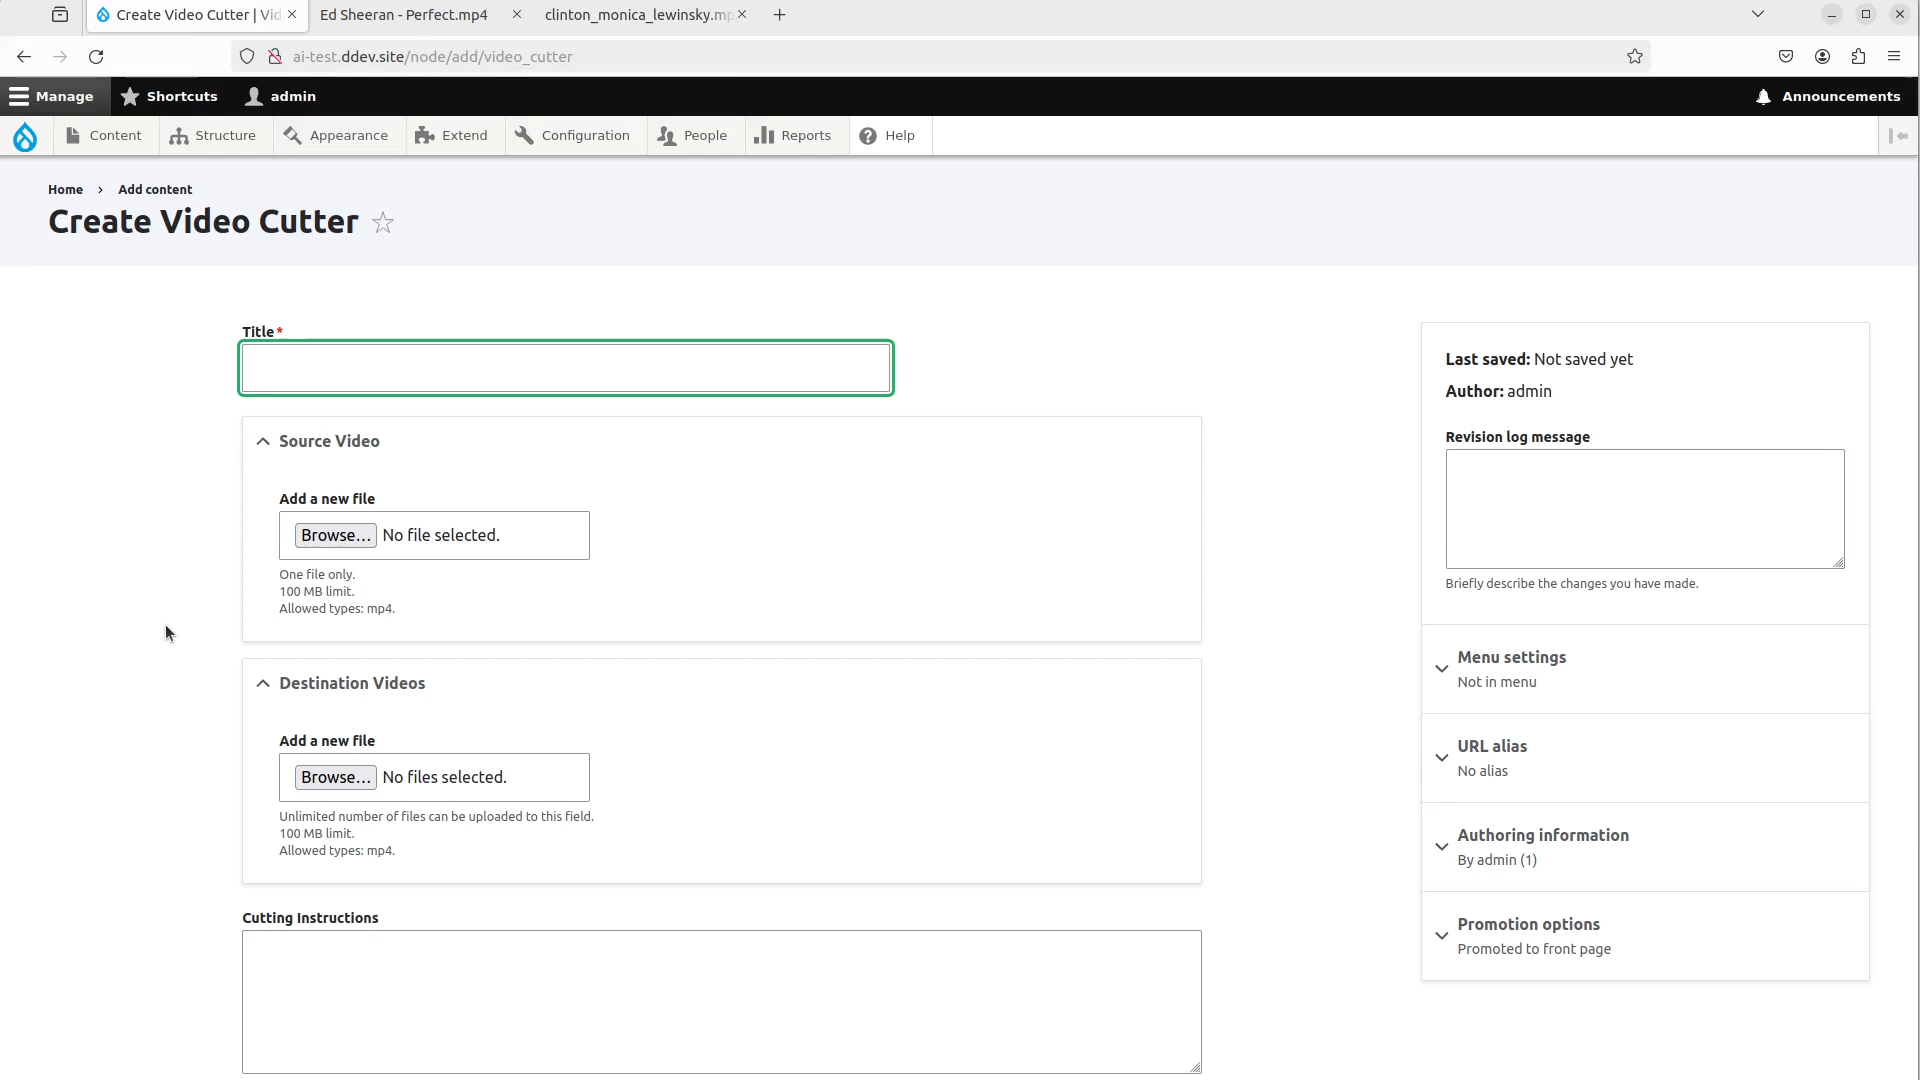 Create Video Cutter | Vid
Ed Sheeran - Perfect.mp4
clinton_monica_lewinsky.mp
ai-test.ddev.site/node/add/video_cutter
Manage
Shortcuts
admin
Announcements
Content
Structure
Appearance
Extend
Configuration
People
Reports
Help
Home › Add content
Create Video Cutter
Title*
Source Video
Add a new file
Browse... No file selected.
One file only.
100 MB limit.
Allowed types: mp4.
Destination Videos
Add a new file
Browse... No files selected.
Unlimited number of files can be uploaded to this field.
100 MB limit.
Allowed types: mp4.
Cutting Instructions
Last saved: Not saved yet
Author: admin
Revision log message
Briefly describe the changes you have made.
Menu settings
Not in menu
URL alias
No alias
Authoring information
By admin (1)
Promotion options
Promoted to front page